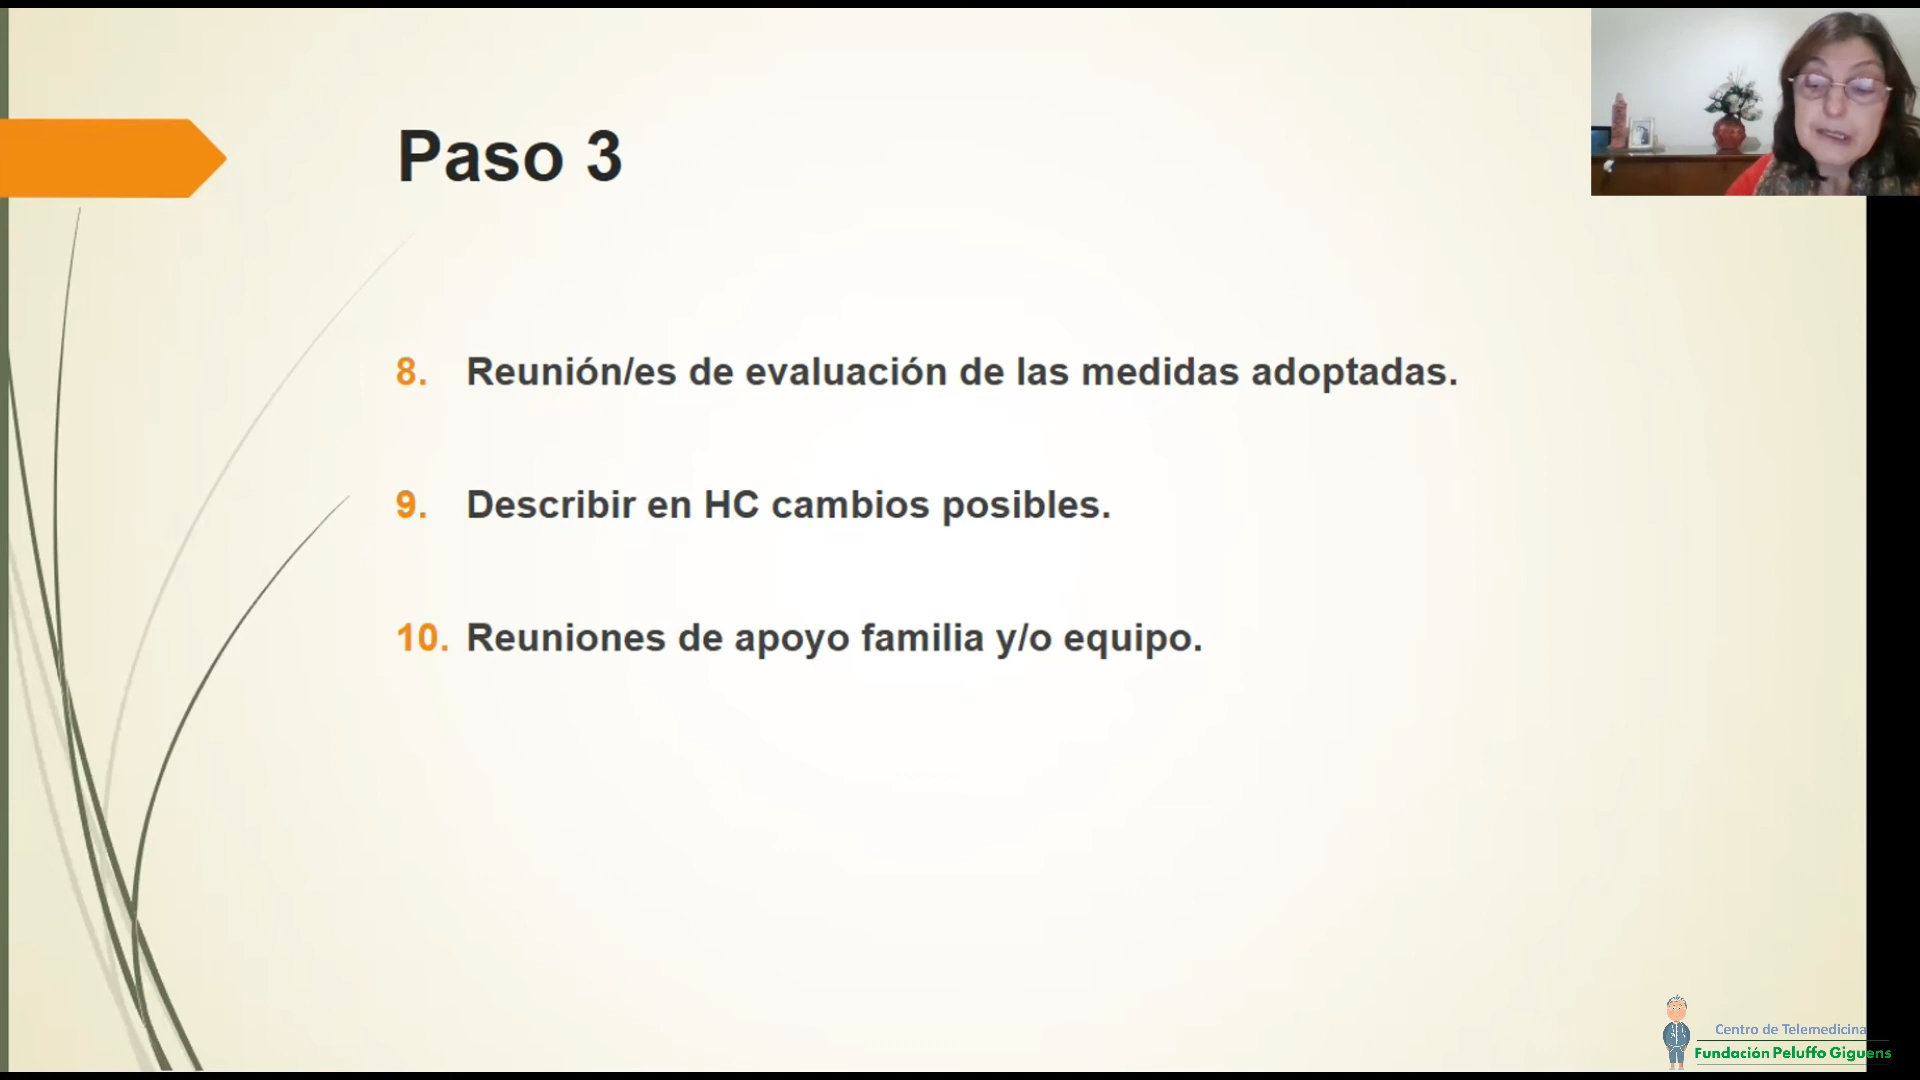 Paso 3
8. Reunión/es de evaluación de las medidas adoptadas.
9. Describir en HC cambios posibles.
10. Reuniones de apoyo familia y/o equipo.
Centro de Telemedicina
Fundación Peluffo Giguens